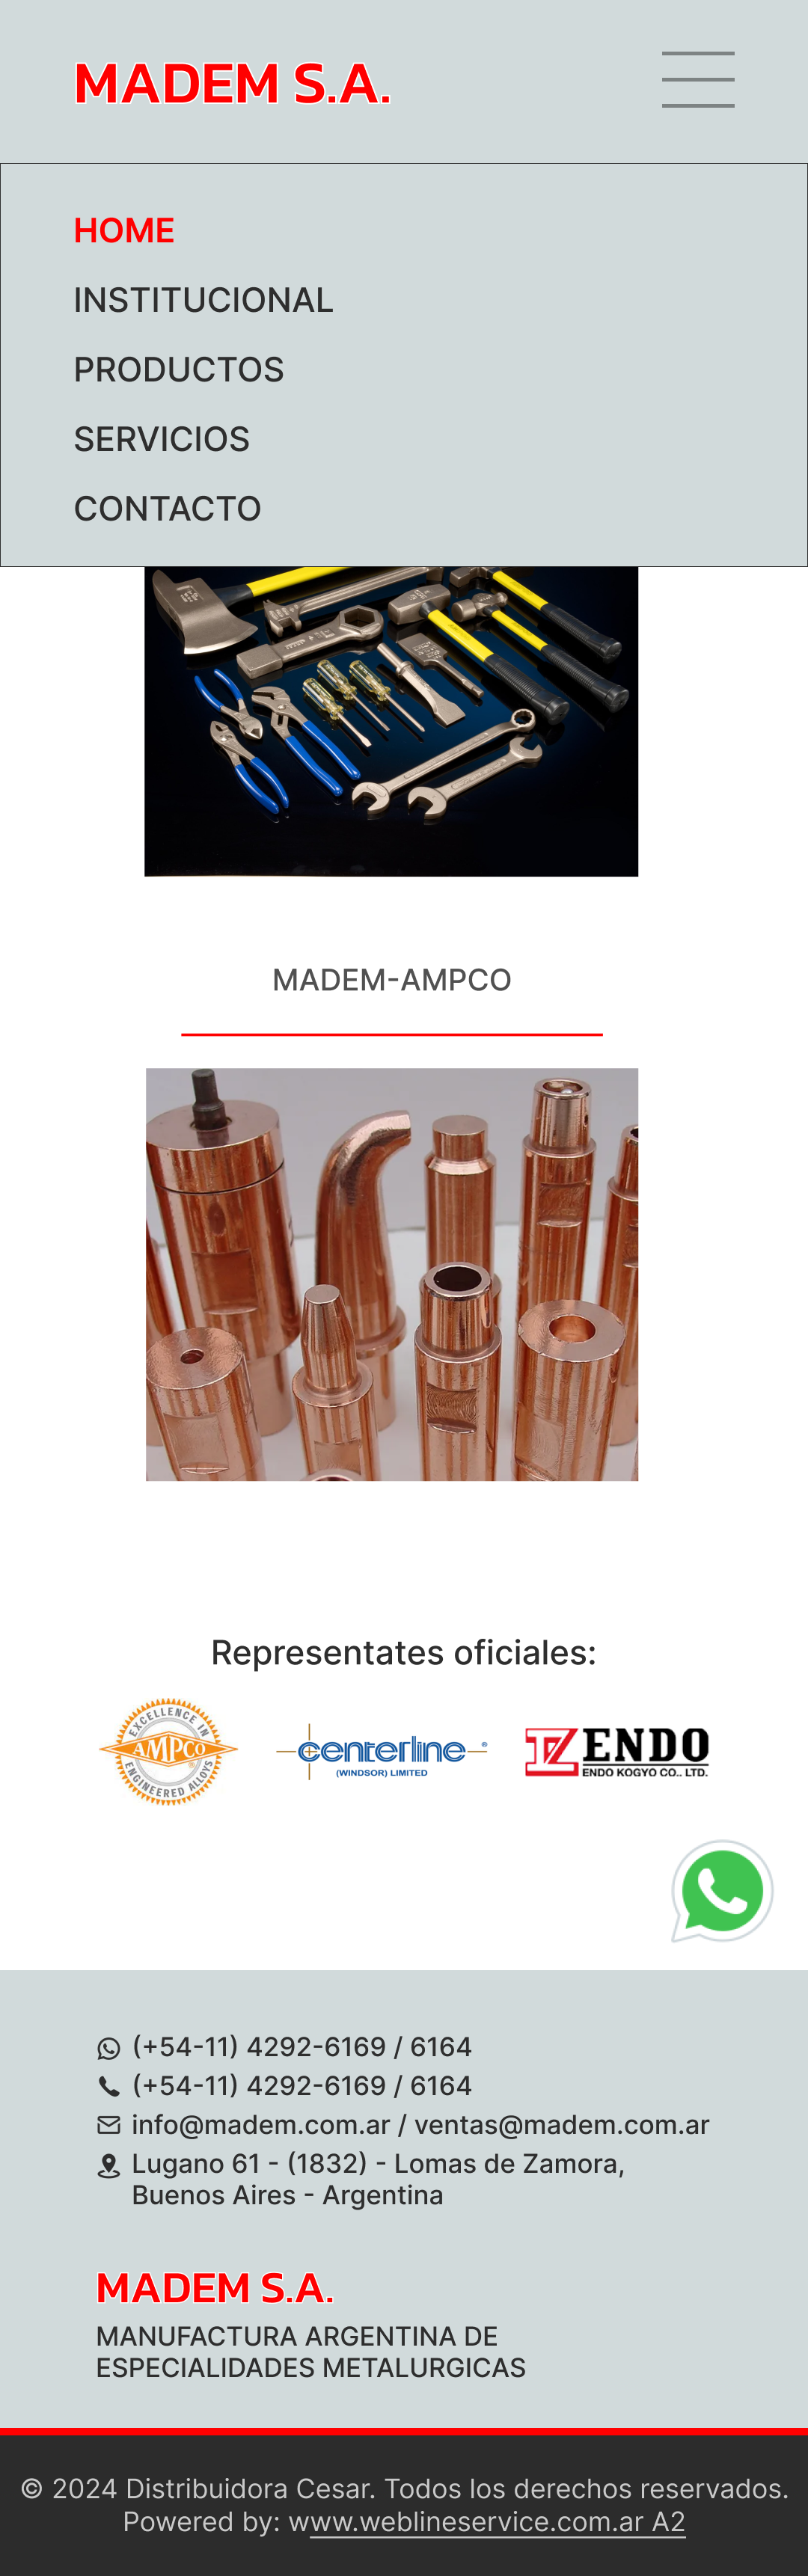 MADEM S.A.
HOME
INSTITUCIONAL
PRODUCTOS
SERVICIOS
CONTACTO
MADEM-AMPCO
Representates oficiales:
EXCELLENCE IN
AMPCO
®
ENGINEERED ALLOYS
centerline ®
(WINDSOR) LIMITED
ENDO
ENDO KOGYO CO.. LTD.
(+54-11) 4292-6169 / 6164
(+54-11) 4292-6169 / 6164
info@madem.com.ar / ventas@madem.com.ar
Lugano 61 - (1832) - Lomas de Zamora,
Buenos Aires - Argentina
MADEM S.A.
MANUFACTURA ARGENTINA DE
ESPECIALIDADES METALURGICAS
© 2024 Distribuidora Cesar. Todos los derechos reservados.
Powered by: www.weblineservice.com.ar A2